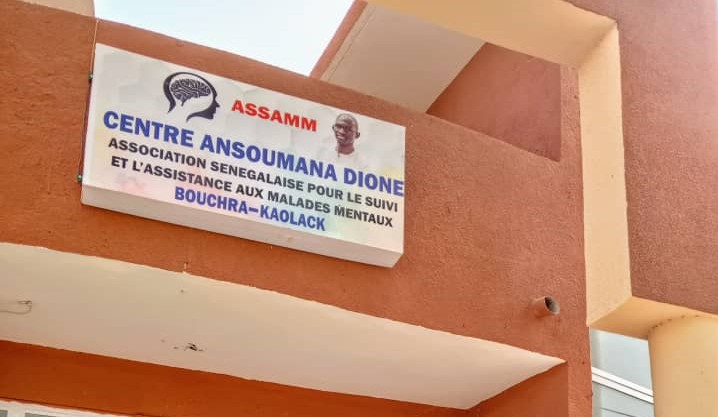 ASSAMM
CENTRE ANSOUMANA DIONE
ASSOCIATION SENEGALAISE POUR LE SUIVI
ET L'ASSISTANCE AUX MALADES MENTAUX
BOUCHRA-KAOLACK